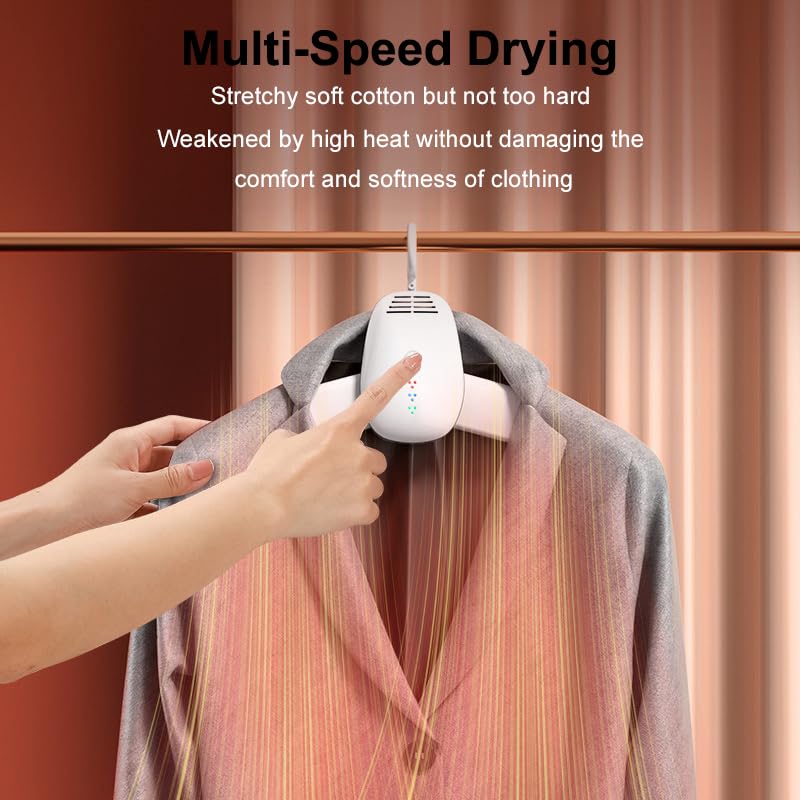 Multi-Speed Drying
Stretchy soft cotton but not too hard
Weakened by high heat without damaging the
comfort and softness of clothing